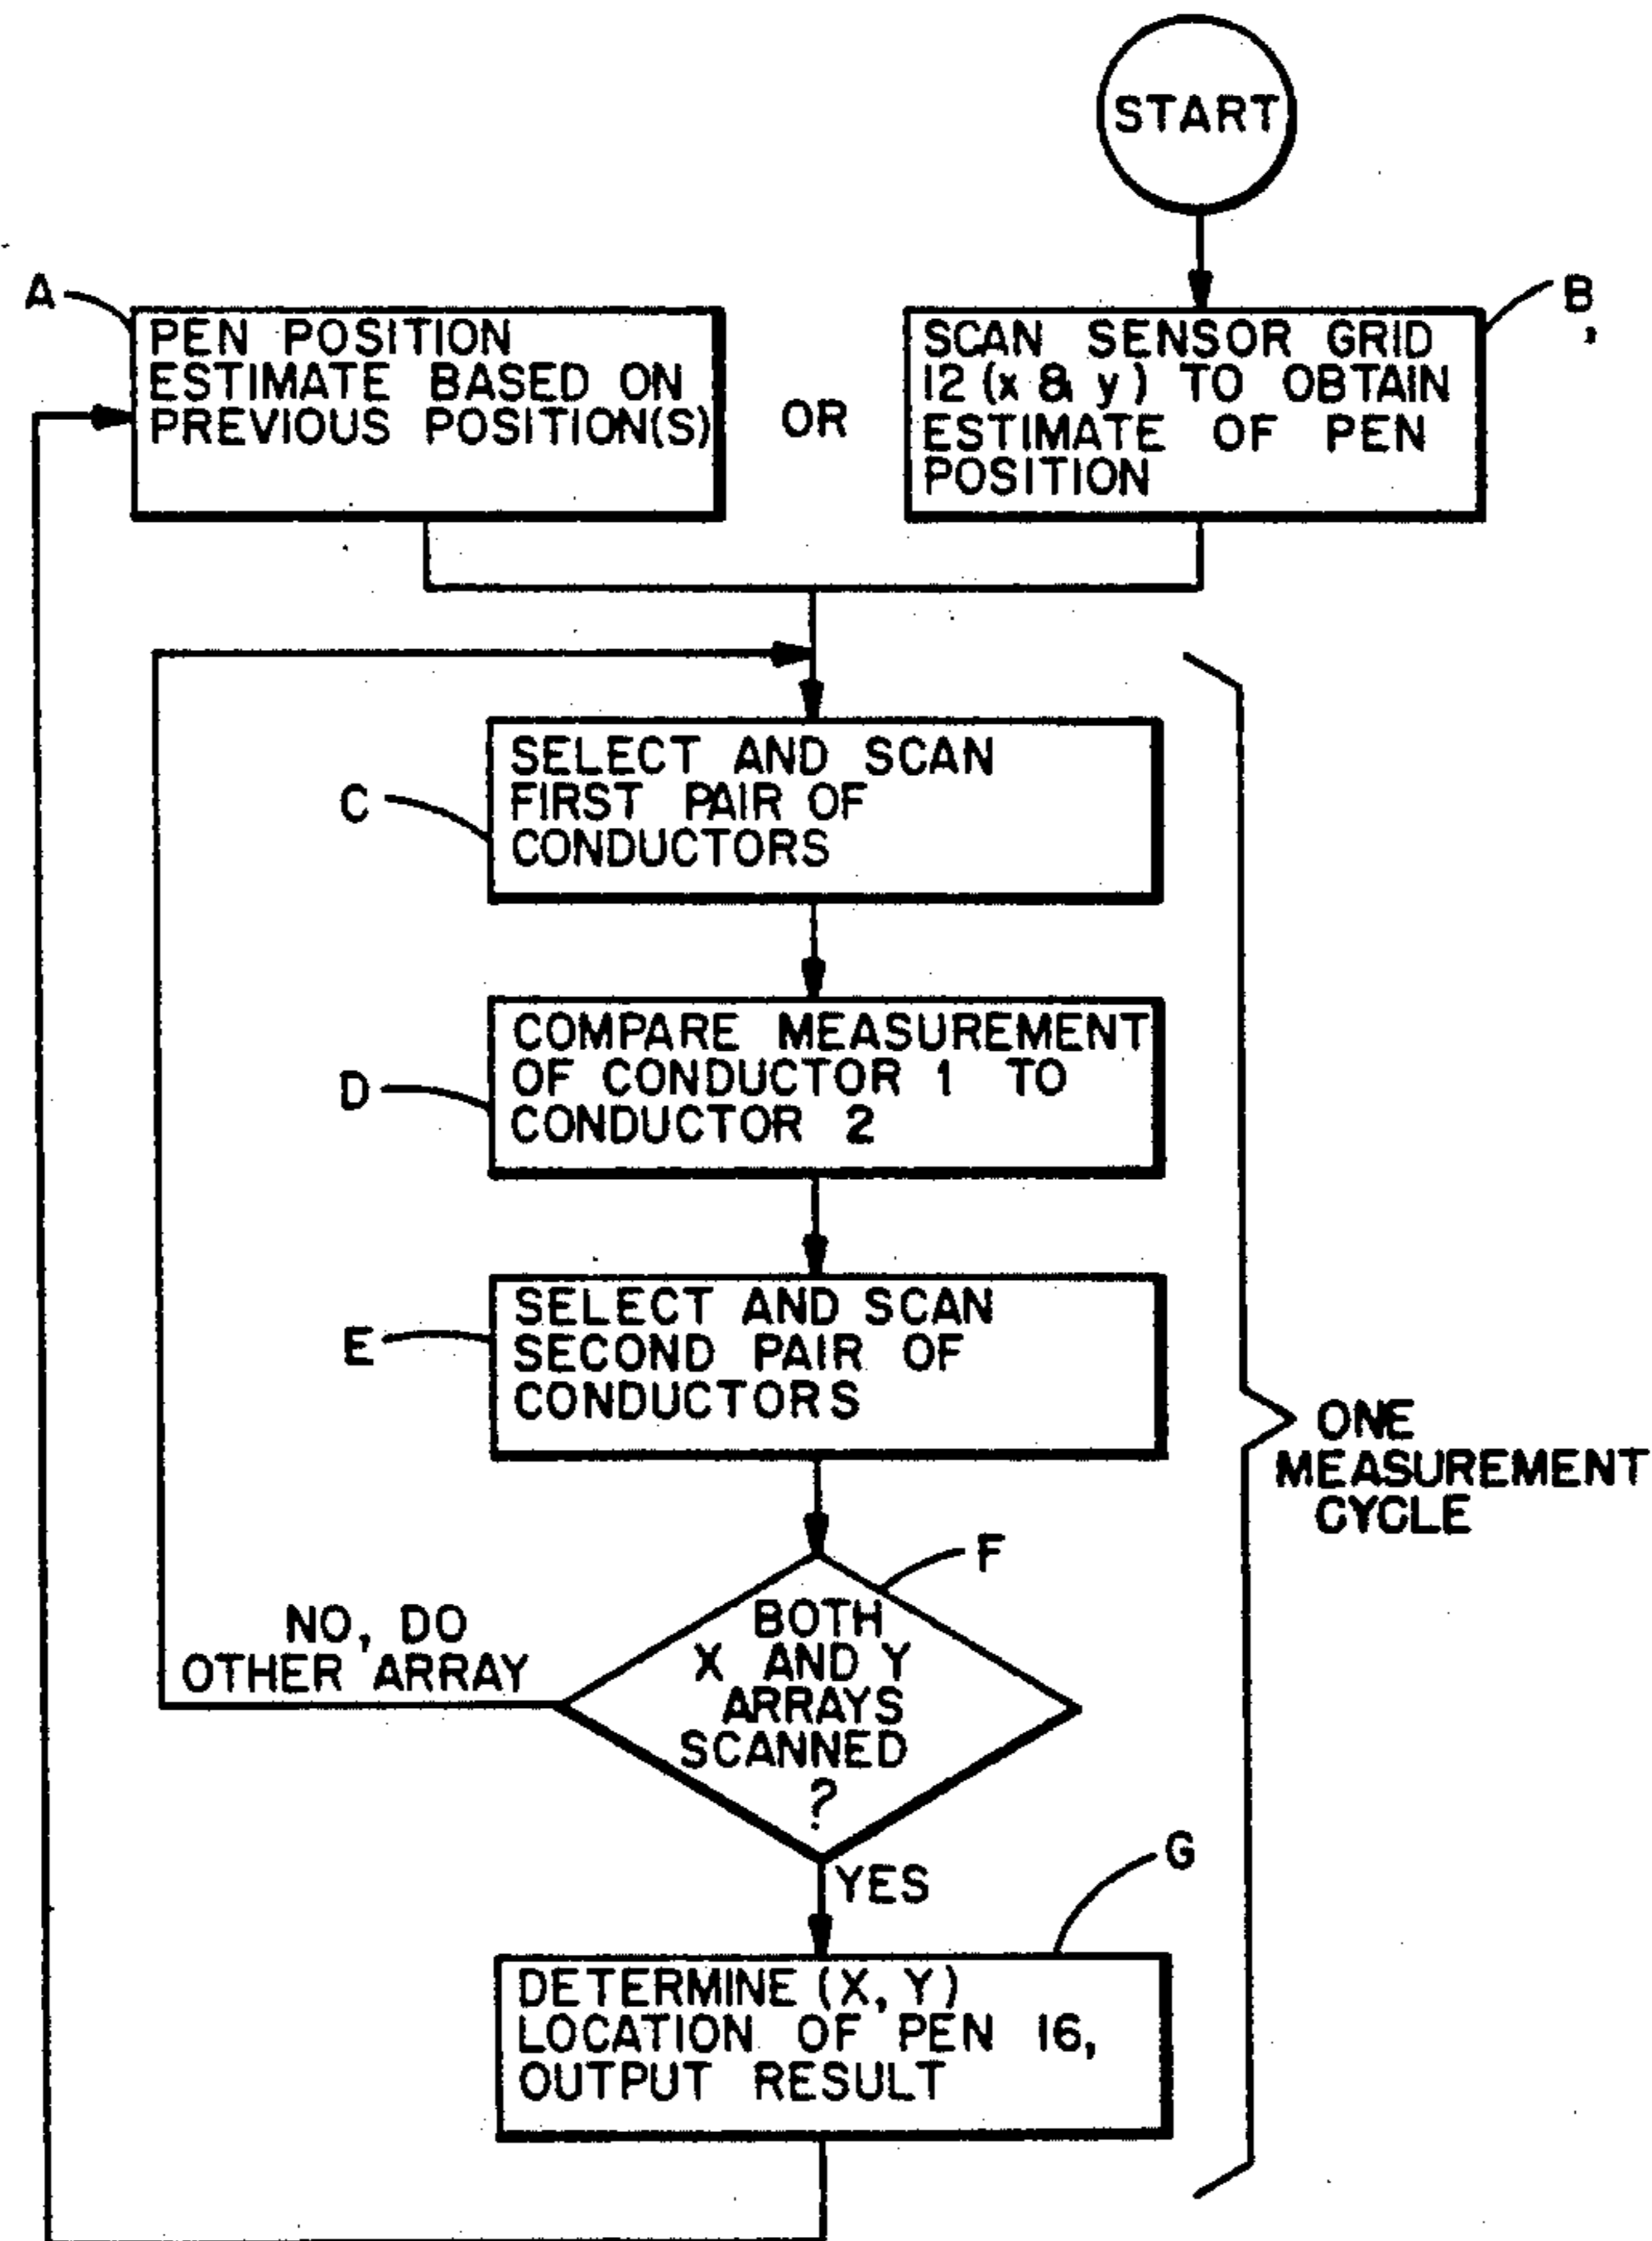 START
A
PEN POSITION
ESTIMATE BASED ON
PREVIOUS POSITION(S)
OR
SCAN SENSOR GRID
12 (x & y) TO OBTAIN
ESTIMATE OF PEN
POSITION
B,
C
SELECT AND SCAN
FIRST PAIR OF
CONDUCTORS
D
COMPARE MEASUREMENT
OF CONDUCTOR 1 TO
CONDUCTOR 2
E
SELECT AND SCAN
SECOND PAIR OF
CONDUCTORS
ONE
MEASUREMENT
CYCLE
F
BOTH
X AND Y
ARRAYS
SCANNED
?
NO, DO
OTHER ARRAY
YES
G
DETERMINE (X, Y)
LOCATION OF PEN 16,
OUTPUT RESULT